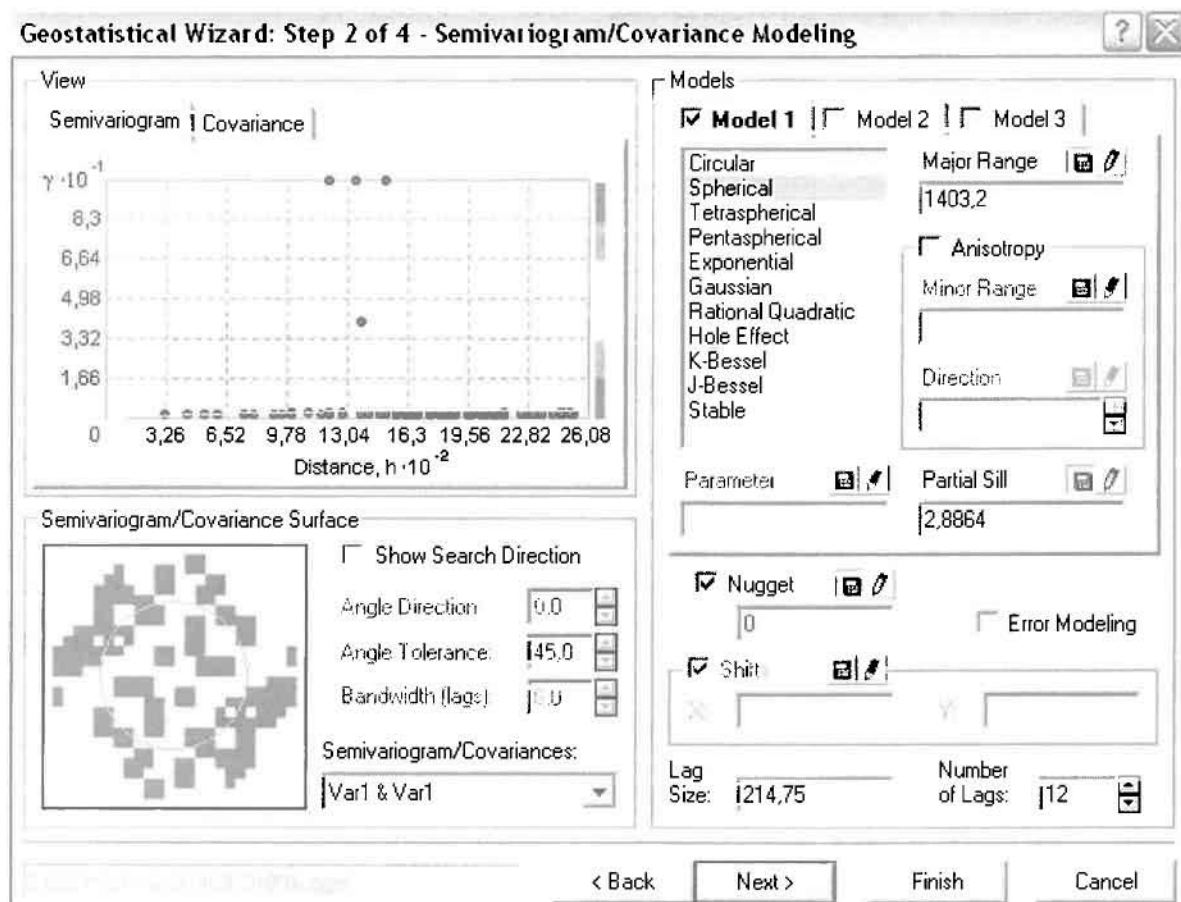 Geostatistical Wizard: Step 2 of 4 - Semivariogram/Covariance Modeling
View
Semivariogram
Covariance
γ ·10 -1
8,3
6,64
4,98
3,32
1,66
0
3,26 6,52 9,78 13,04 16,3 19,56 22,82 26,08
Distance, h ·10 -2
Semivariogram/Covariance Surface
Show Search Direction
Angle Direction
0.0
Angle Tolerance:
45,0
Bandwidth (lags)
Semivariogram/Covariances:
Var1 & Var1
Models
Model 1
Model 2
Model 3
Circular
Spherical
Tetraspherical
Pentaspherical
Exponential
Gaussian
Rational Quadratic
Hole Effect
K-Bessel
J-Bessel
Stable
Major Range
1403,2
Anisotropy
Minor Range
Direction
Parameter
Partial Sill
2,8864
Nugget
0
Error Modeling
Shift
X:
Y:
Lag
Size:
214,75
Number
of Lags:
12
< Back
Next >
Finish
Cancel